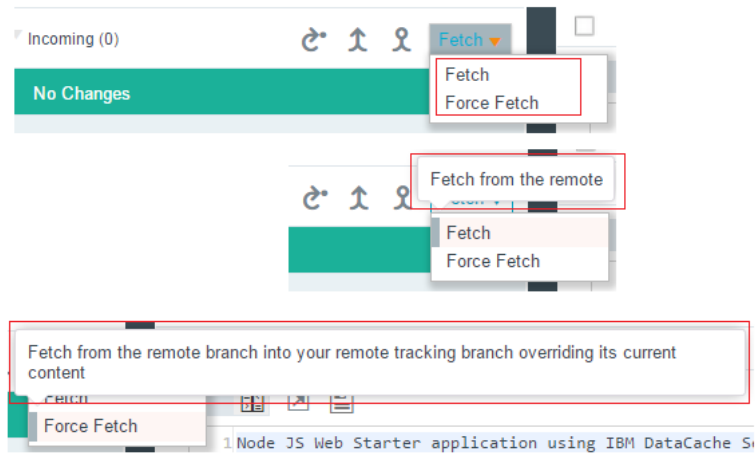 Incoming (0)
Fetch
Fetch
No Changes
Force Fetch
Fetch from the remote
Fetch
Force Fetch
Fetch from the remote branch into your remote tracking branch overriding its current
content
Fetch
Force Fetch
1 Node JS Web Starter application using IBM DataCache Se